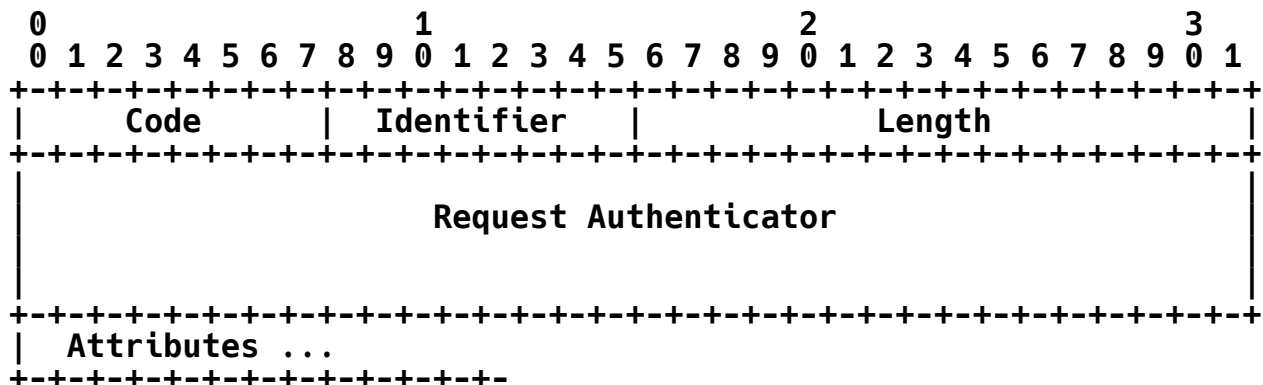 0                   1                   2                   3
 0 1 2 3 4 5 6 7 8 9 0 1 2 3 4 5 6 7 8 9 0 1 2 3 4 5 6 7 8 9 0 1
+-+-+-+-+-+-+-+-+-+-+-+-+-+-+-+-+-+-+-+-+-+-+-+-+-+-+-+-+-+-+-+-+
|     Code      |  Identifier   |            Length             |
+-+-+-+-+-+-+-+-+-+-+-+-+-+-+-+-+-+-+-+-+-+-+-+-+-+-+-+-+-+-+-+-+
|                                                               |
|                     Request Authenticator                     |
|                                                               |
|                                                               |
+-+-+-+-+-+-+-+-+-+-+-+-+-+-+-+-+-+-+-+-+-+-+-+-+-+-+-+-+-+-+-+-+
|  Attributes ...
+-+-+-+-+-+-+-+-+-+-+-+-+-